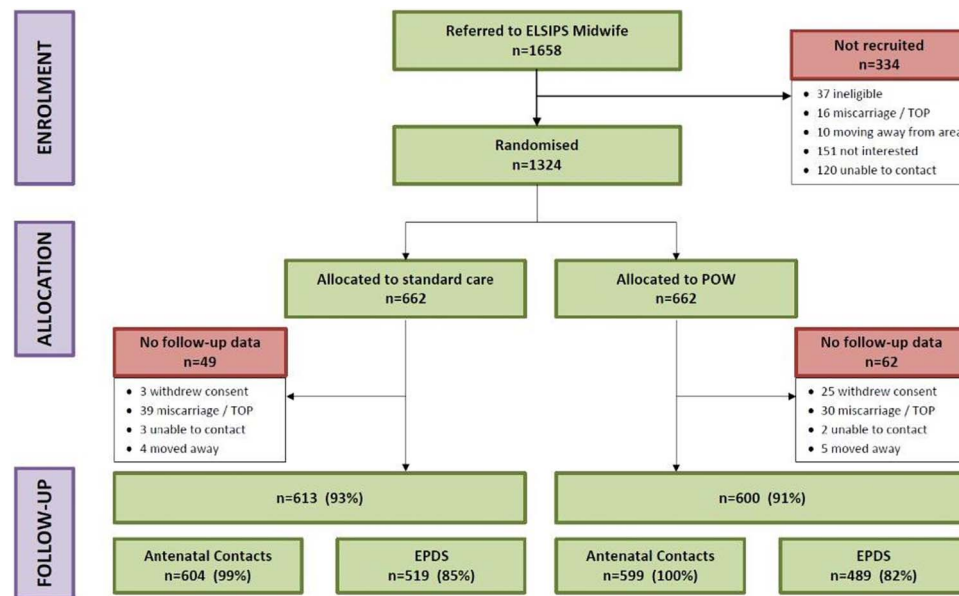 ENROLMENT
Referred to ELSIPS Midwife
n=1658
Not recruited
n=334
• 37 ineligible
• 16 miscarriage / TOP
• 10 moving away from area
• 151 not interested
• 120 unable to contact
Randomised
n=1324
ALLOCATION
Allocated to standard care
n=662
Allocated to POW
n=662
No follow-up data
n=49
• 3 withdrew consent
• 39 miscarriage / TOP
• 3 unable to contact
• 4 moved away
No follow-up data
n=62
• 25 withdrew consent
• 30 miscarriage / TOP
• 2 unable to contact
• 5 moved away
FOLLOW-UP
n=613 (93%)
n=600 (91%)
Antenatal Contacts
n=604 (99%)
EPDS
n=519 (85%)
Antenatal Contacts
n=599 (100%)
EPDS
n=489 (82%)